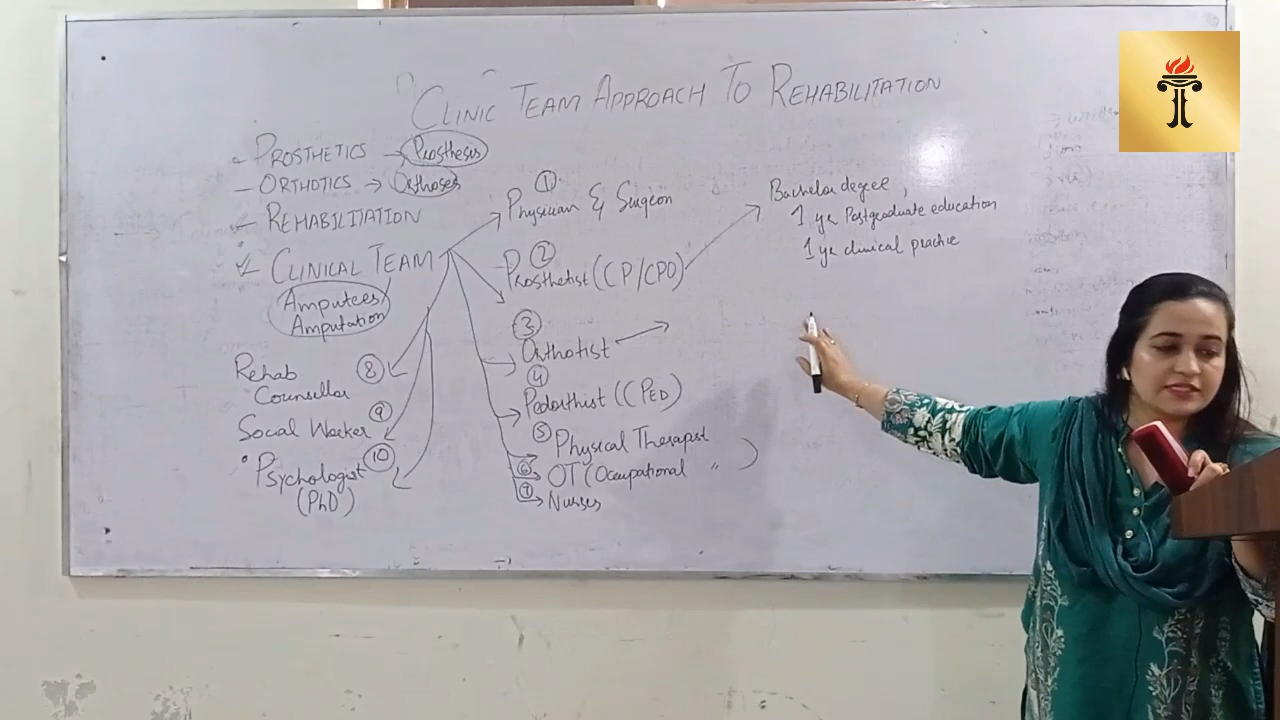 CLINIC TEAM APPROACH TO REHABILITATION
- PROSTHETICS → Prosthesis
- ORTHOTICS → Orthoses
REHABILITATION
CLINICAL TEAM
Amputees/
Amputation
① Physician & Surgeon
② Prosthetist (CP/CPO)
Bachelor degree,
1 yr Postgraduate education
1 yr clinical practice
③ Orthotist
④ Pedorthist (CPED)
⑤ Physical Therapist
⑥ OT (Occupational " )
⑦ Nurses
Rehab ⑧
Counsellor
Social Worker ⑨
Psychologist ⑩
(PhD)